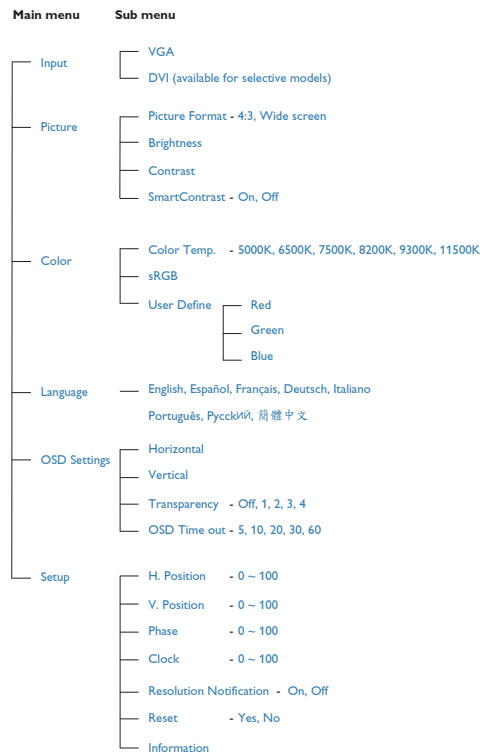 Main menu Sub menu
Input
VGA
DVI (available for selective models)
Picture
Picture Format - 4:3, Wide screen
Brightness
Contrast
SmartContrast - On, Off
Color
Color Temp. - 5000K, 6500K, 7500K, 8200K, 9300K, 11500K
sRGB
User Define
Red
Green
Blue
Language
English, Español, Français, Deutsch, Italiano
Português, Русский, 簡體中文
OSD Settings
Horizontal
Vertical
Transparency - Off, 1, 2, 3, 4
OSD Time out - 5, 10, 20, 30, 60
Setup
H. Position - 0 ~ 100
V. Position - 0 ~ 100
Phase - 0 ~ 100
Clock - 0 ~ 100
Resolution Notification - On, Off
Reset - Yes, No
Information